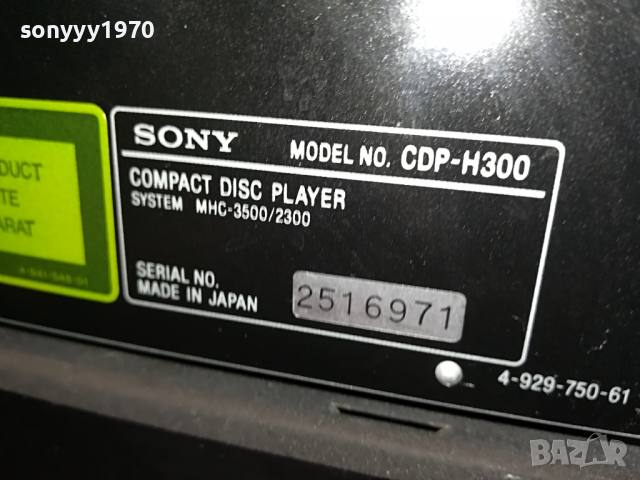 sonyyy1970
SONY
MODEL NO. CDP-H300
COMPACT DISC PLAYER
SYSTEM MHC-3500/2300
SERIAL NO.
MADE IN JAPAN
2516971
4-929-750-61
DUCT
TE
ARAT
BAZAR